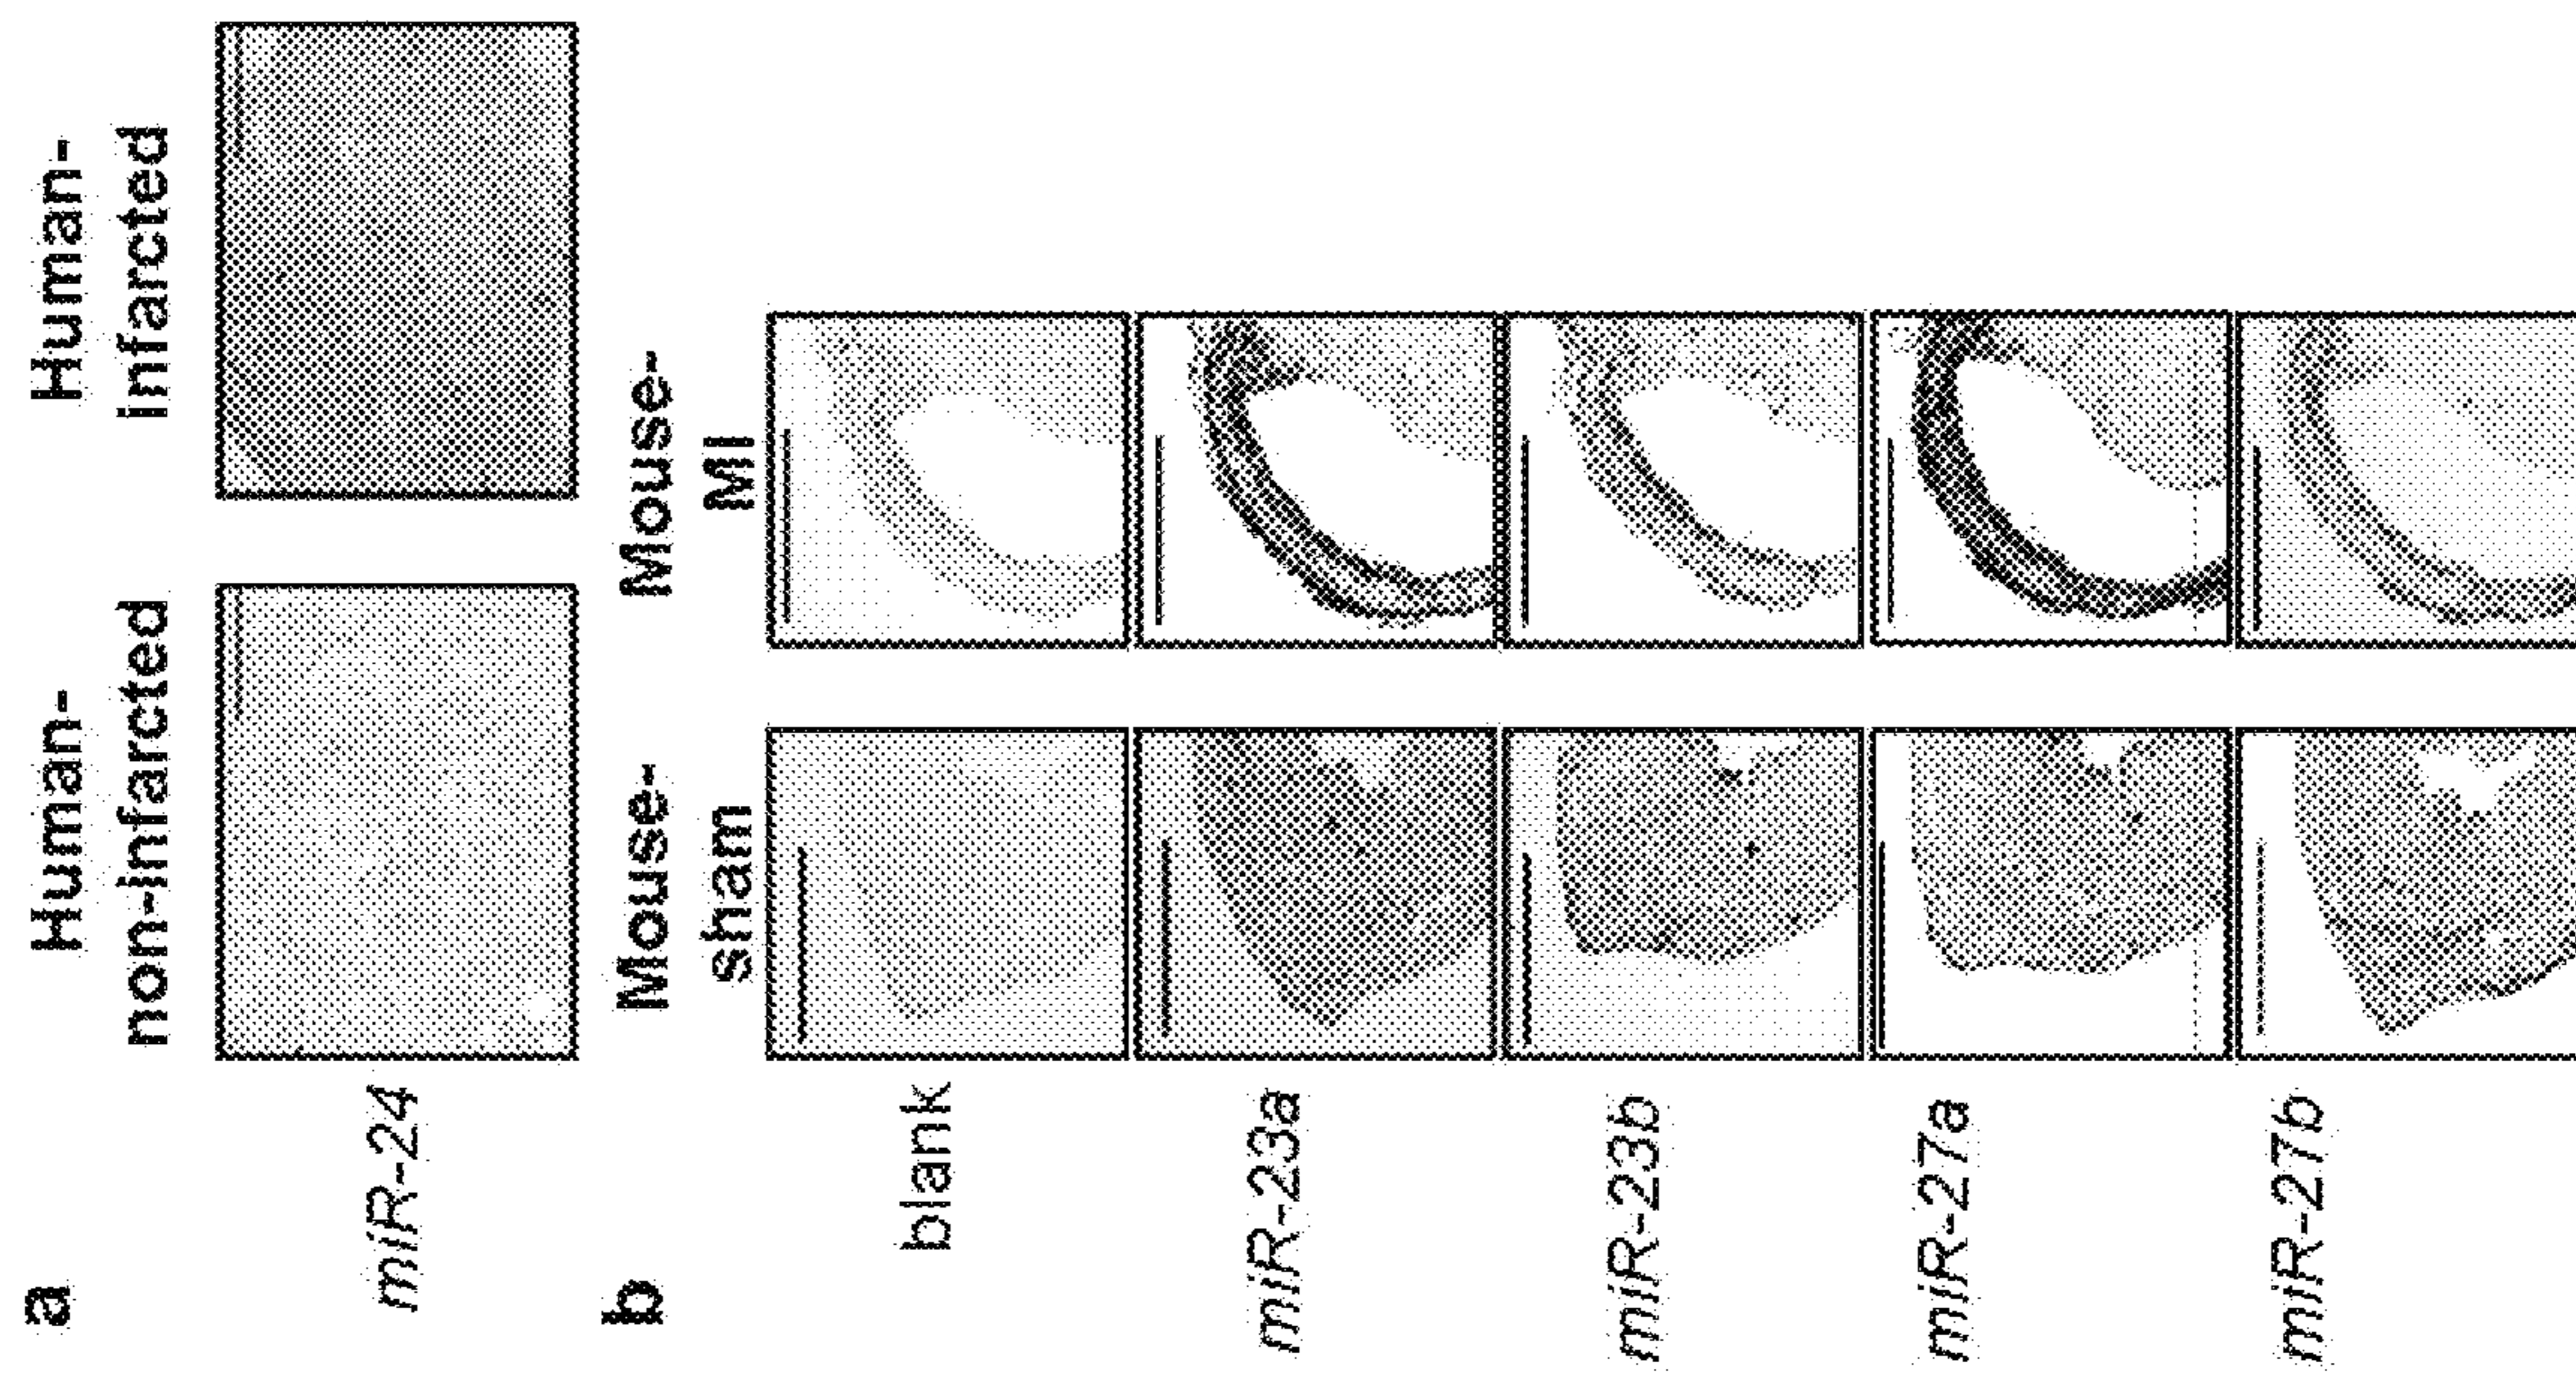 a
Human-
non-infarcted
Human-
infarcted
miR-24
b
Mouse-
sham
Mouse-
MI
blank
miR-23a
miR-23b
miR-27a
miR-27b